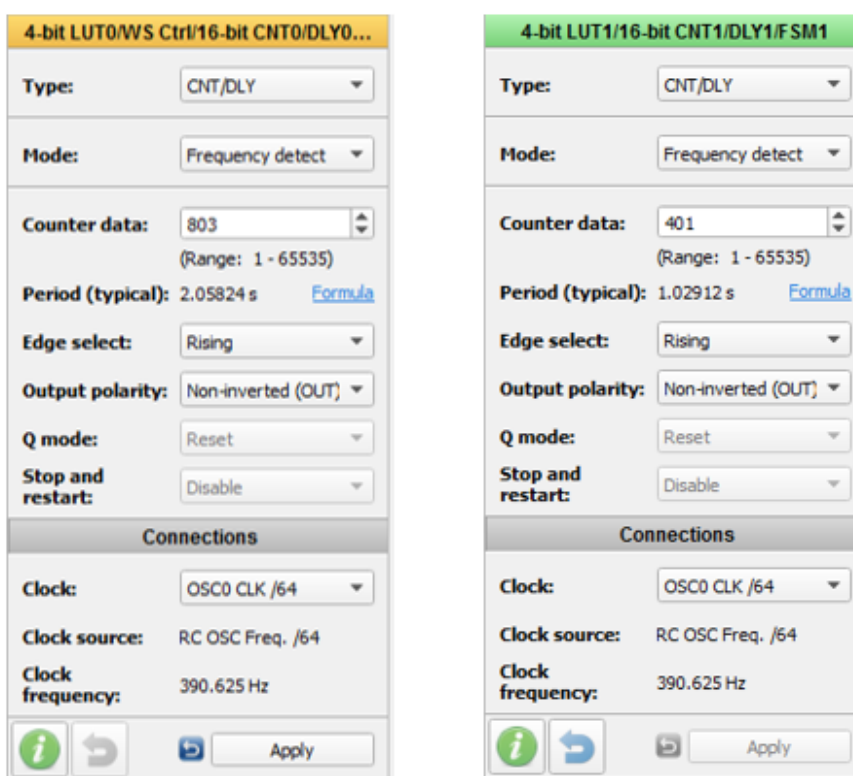 4-bit LUT0/WS Ctrl/16-bit CNT0/DLY0...
Type: CNT/DLY
Mode: Frequency detect
Counter data: 803
(Range: 1 - 65535)
Period (typical): 2.05824 s Formula
Edge select: Rising
Output polarity: Non-inverted (OUT)
Q mode: Reset
Stop and
restart: Disable
Connections
Clock: OSC0 CLK /64
Clock source: RC OSC Freq. /64
Clock
frequency: 390.625 Hz
Apply
4-bit LUT1/16-bit CNT1/DLY1/FSM1
Type: CNT/DLY
Mode: Frequency detect
Counter data: 401
(Range: 1 - 65535)
Period (typical): 1.02912 s Formula
Edge select: Rising
Output polarity: Non-inverted (OUT)
Q mode: Reset
Stop and
restart: Disable
Connections
Clock: OSC0 CLK /64
Clock source: RC OSC Freq. /64
Clock
frequency: 390.625 Hz
Apply